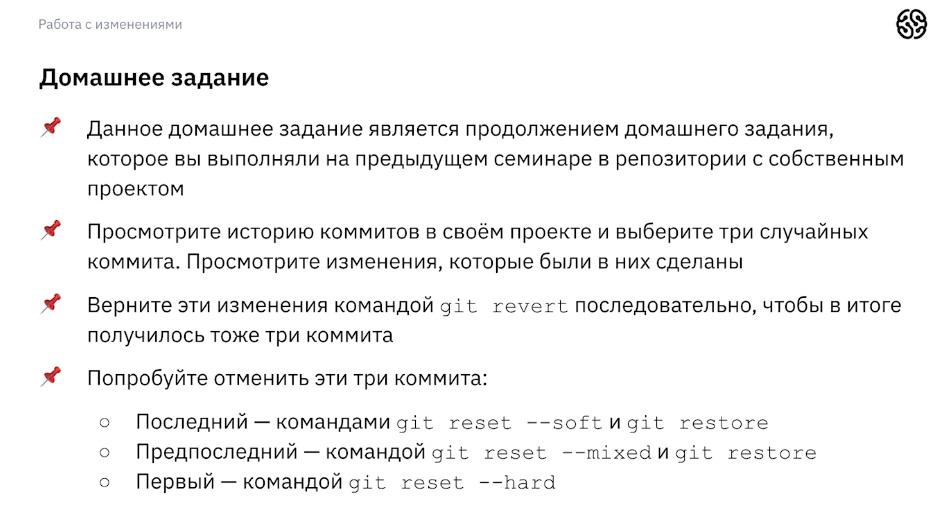 Работа с изменениями
Домашнее задание
Данное домашнее задание является продолжением домашнего задания,
которое вы выполняли на предыдущем семинаре в репозитории с собственным
проектом
Просмотрите историю коммитов в своём проекте и выберите три случайных
коммита. Просмотрите изменения, которые были в них сделаны
Верните эти изменения командой git revert последовательно, чтобы в итоге
получилось тоже три коммита
Попробуйте отменить эти три коммита:
○ Последний — командами git reset --soft и git restore
○ Предпоследний — командой git reset --mixed и git restore
○ Первый — командой git reset --hard